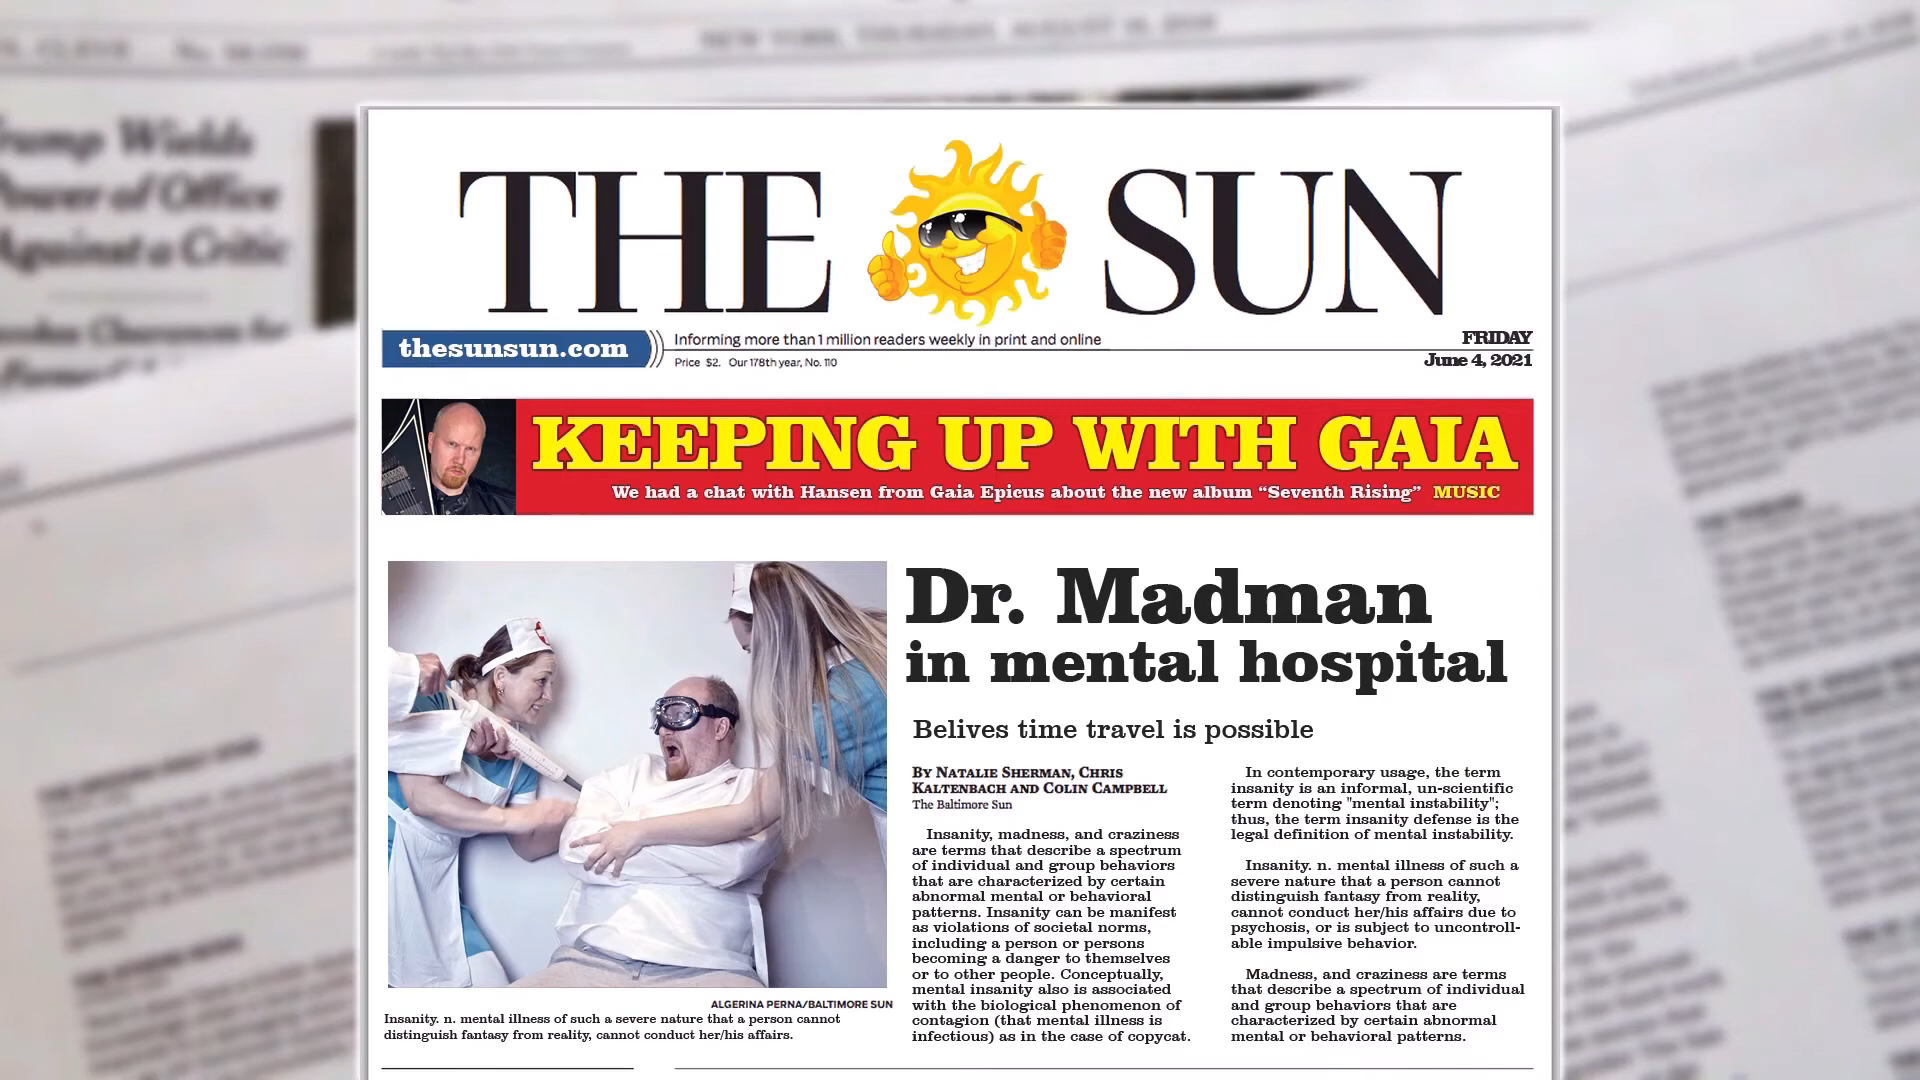 Trump Wields
Power of Office
Against a Critic
THE SUN
thesunsun.com
Informing more than 1 million readers weekly in print and online
Price $2. Our 178th year, No. 110
FRIDAY
June 4, 2021
KEEPING UP WITH GAIA
We had a chat with Hansen from Gaia Epicus about the new album “Seventh Rising” MUSIC
Dr. Madman
in mental hospital
Belives time travel is possible
BY NATALIE SHERMAN, CHRIS
KALTENBACH AND COLIN CAMPBELL
The Baltimore Sun
Insanity, madness, and craziness
are terms that describe a spectrum
of individual and group behaviors
that are characterized by certain
abnormal mental or behavioral
patterns. Insanity can be manifest
as violations of societal norms,
including a person or persons
becoming a danger to themselves
or to other people. Conceptually,
mental insanity also is associated
with the biological phenomenon of
contagion (that mental illness is
infectious) as in the case of copycat.
In contemporary usage, the term
insanity is an informal, un-scientific
term denoting "mental instability";
thus, the term insanity defense is the
legal definition of mental instability.
Insanity. n. mental illness of such a
severe nature that a person cannot
distinguish fantasy from reality,
cannot conduct her/his affairs due to
psychosis, or is subject to uncontroll-
able impulsive behavior.
Madness, and craziness are terms
that describe a spectrum of individual
and group behaviors that are
characterized by certain abnormal
mental or behavioral patterns.
ALGERINA PERNA/BALTIMORE SUN
Insanity. n. mental illness of such a severe nature that a person cannot
distinguish fantasy from reality, cannot conduct her/his affairs.